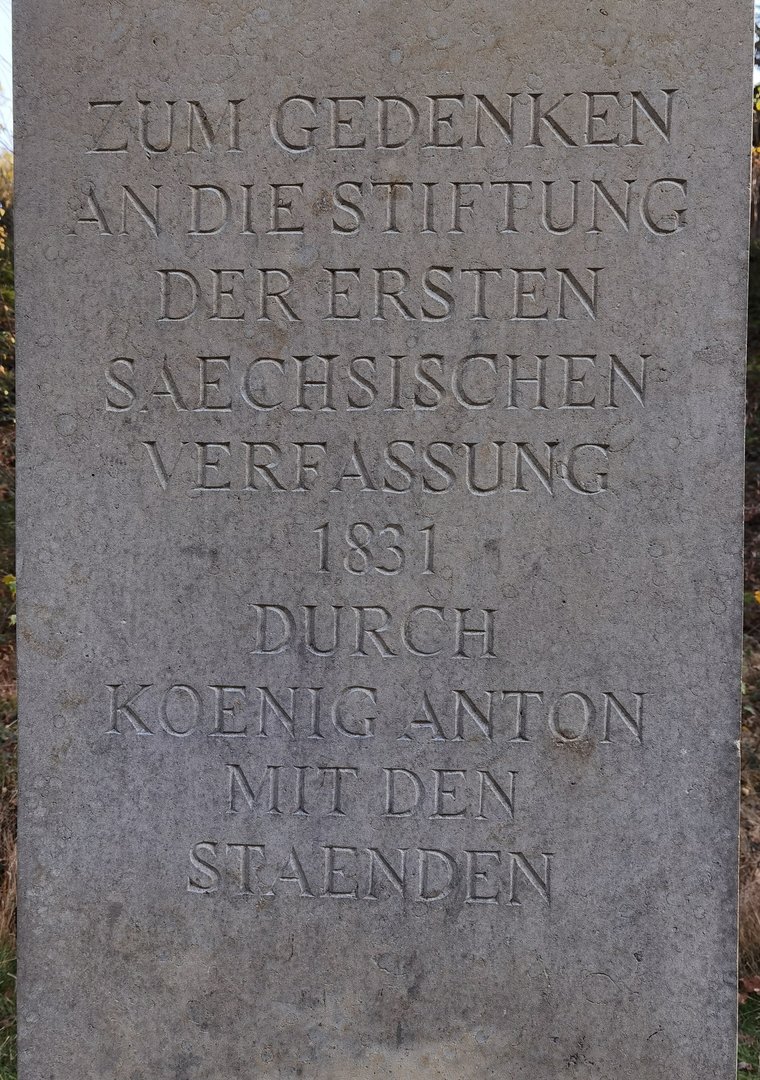 ZUM GEDENKEN
AN DIE STIFTUNG
DER ERSTEN
SAECHSISCHEN
VERFASSUNG
1831
DURCH
KOENIG ANTON
MIT DEN
STAENDEN